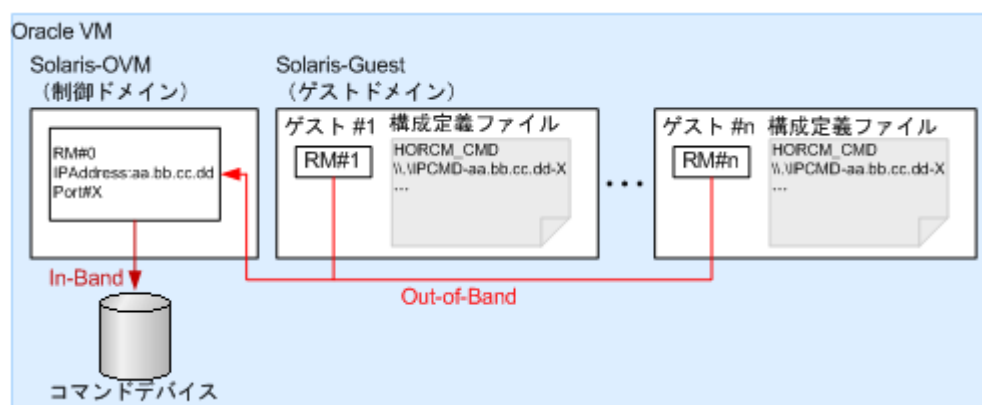 Oracle VM
Solaris-OVM
（制御ドメイン）
RM#0
IPAddress:aa.bb.cc.dd
Port#X
In-Band
コマンドデバイス
Solaris-Guest
（ゲストドメイン）
ゲスト #1 構成定義ファイル
RM#1
HORCM_CMD
\\.\IPCMD-aa.bb.cc.dd-X
...
Out-of-Band
...
ゲスト #n 構成定義ファイル
RM#n
HORCM_CMD
\\.\IPCMD-aa.bb.cc.dd-X
...